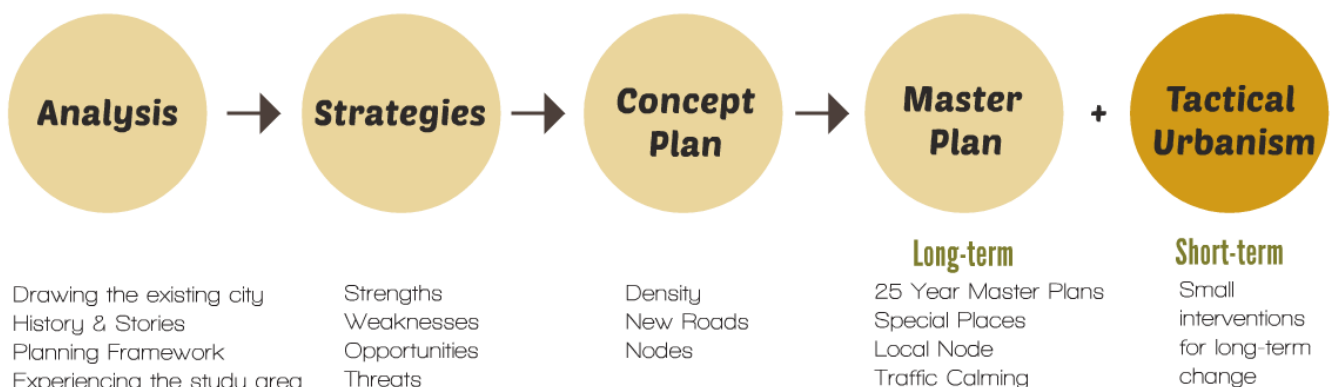 Analysis
Strategies
Concept
Plan
Master
Plan
+
Tactical
Urbanism
Drawing the existing city
History & Stories
Planning Framework
Experiencing the study area
Strengths
Weaknesses
Opportunities
Threats
Density
New Roads
Nodes
Long-term
25 Year Master Plans
Special Places
Local Node
Traffic Calming
Short-term
Small
interventions
for long-term
change